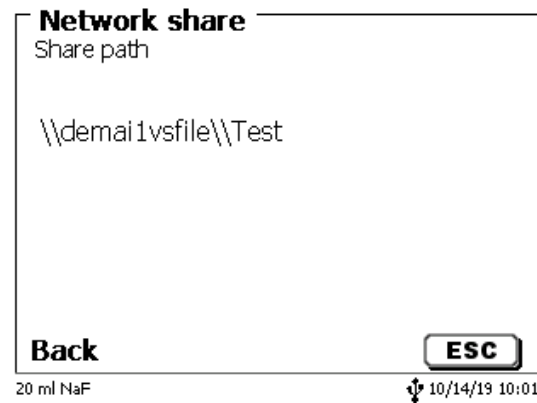 Network share
Share path
\\demai1vsfile\\Test
Back
ESC
20 ml NaF
10/14/19 10:01